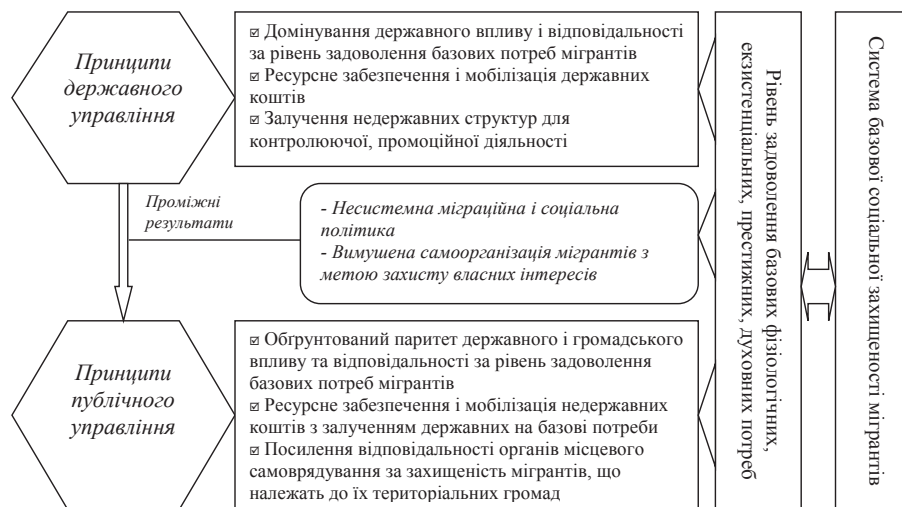 Принципи
державного
управління
☑ Домінування державного впливу і відповідальності
за рівень задоволення базових потреб мігрантів
☑ Ресурсне забезпечення і мобілізація державних
коштів
☑ Залучення недержавних структур для
контролюючої, промоційної діяльності
Проміжні
результати
- Несистемна міграційна і соціальна
політика
- Вимушена самоорганізація мігрантів з
метою захисту власних інтересів
Принципи
публічного
управління
☑ Обґрунтований паритет державного і громадського
впливу та відповідальності за рівень задоволення
базових потреб мігрантів
☑ Ресурсне забезпечення і мобілізація недержавних
коштів з залученням державних на базові потреби
☑ Посилення відповідальності органів місцевого
самоврядування за захищеність мігрантів, що
належать до їх територіальних громад
Рівень задоволення базових фізіологічних,
екзистенціальних, престижних, духовних потреб
Система базової соціальної захищеності мігрантів